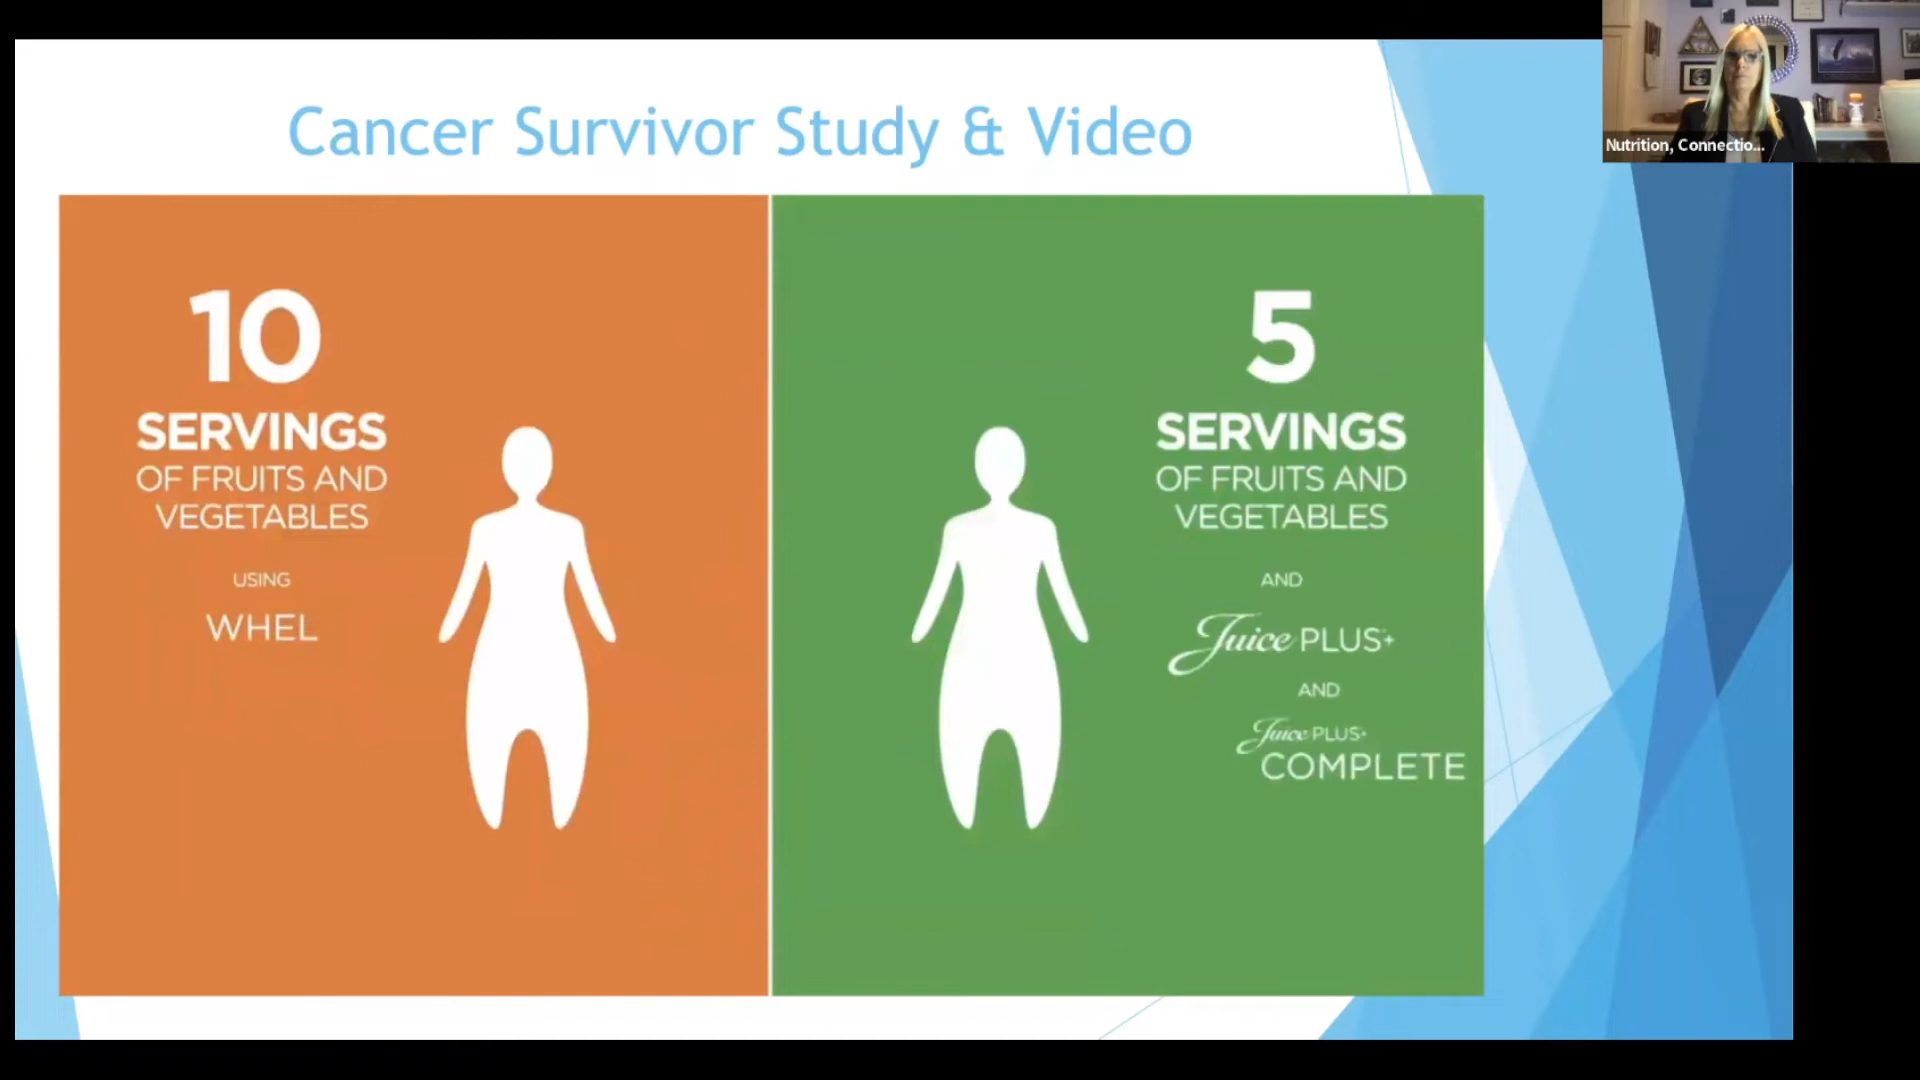 Cancer Survivor Study & Video
10
SERVINGS
OF FRUITS AND
VEGETABLES
USING
WHEL
5
SERVINGS
OF FRUITS AND
VEGETABLES
AND
Juice PLUS+
AND
Juice PLUS+
COMPLETE
Nutrition, Connectio...